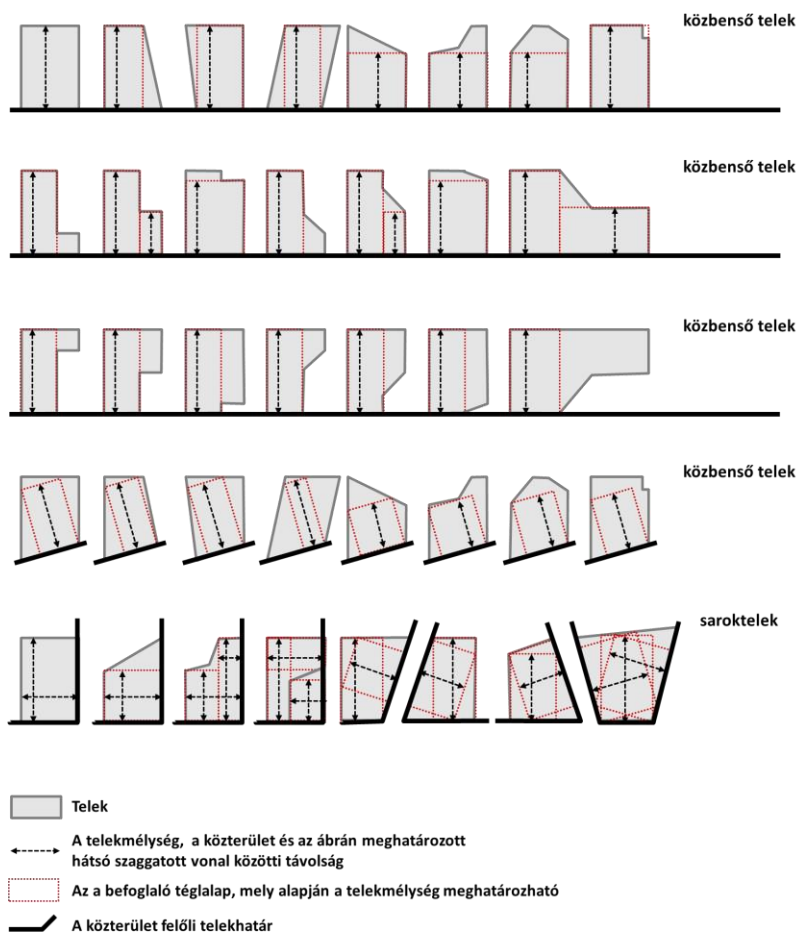 közbenső telek
közbenső telek
közbenső telek
közbenső telek
saroktelek
Telek
A telekmélység, a közterület és az ábrán meghatározott
hátsó szaggatott vonal közötti távolság
Az a befoglaló téglalap, mely alapján a telekmélység meghatározható
A közterület felőli telekhatár